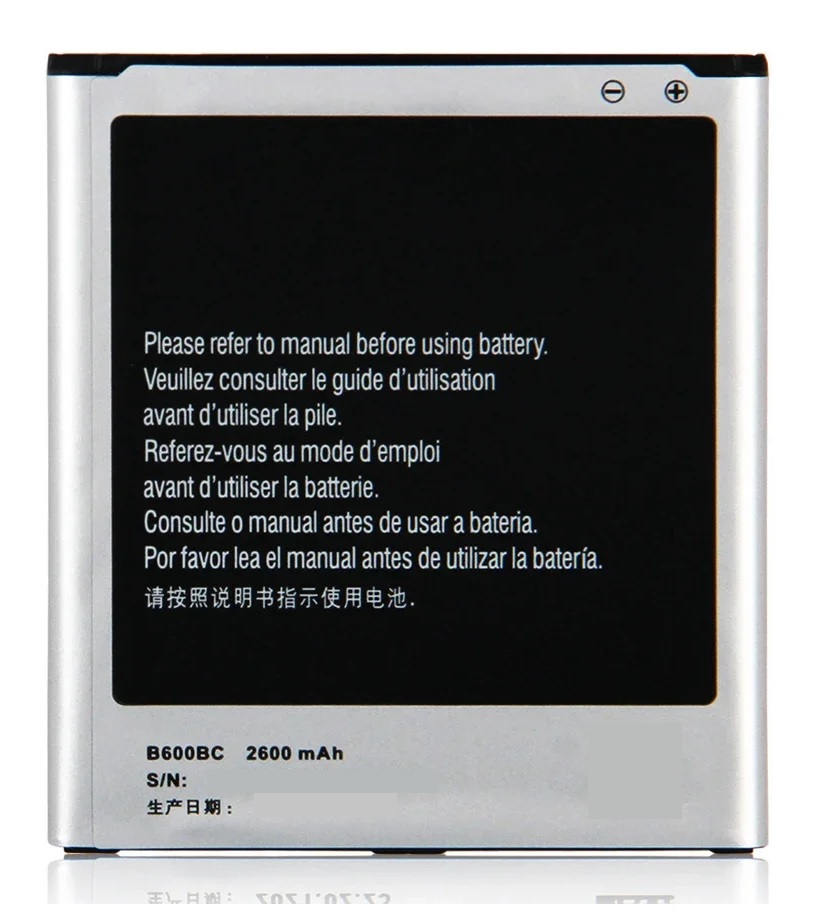 Please refer to manual before using battery.
Veuillez consulter le guide d'utilisation
avant d'utiliser la pile.
Referez-vous au mode d'emploi
avant d'utiliser la batterie.
Consulte o manual antes de usar a bateria.
Por favor lea el manual antes de utilizar la batería.
请按照说明书指示使用电池.
B600BC 2600 mAh
S/N:
生产日期：